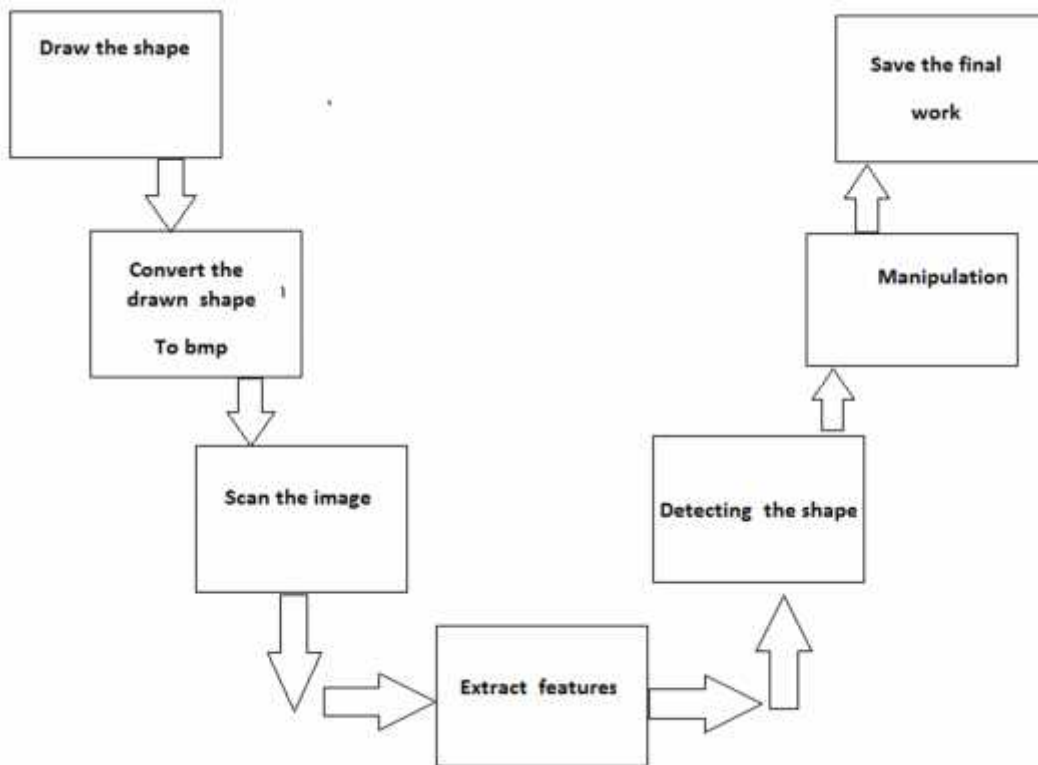 Draw the shape
Convert the
drawn shape
To bmp
Scan the image
Extract features
Detecting the shape
Manipulation
Save the final
work